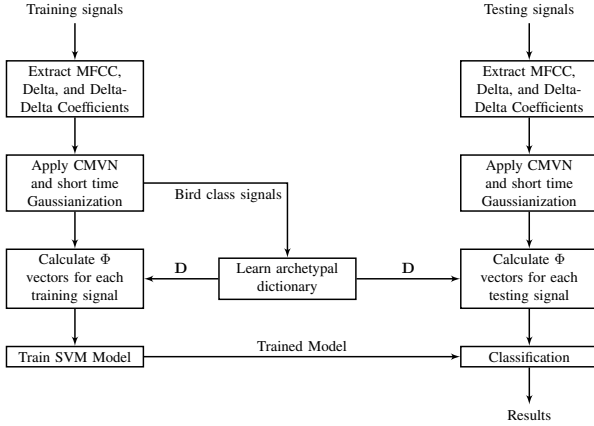 Training signals
Testing signals
Extract MFCC,
Delta, and Delta-
Delta Coefficients
Extract MFCC,
Delta, and Delta-
Delta Coefficients
Apply CMVN
and short time
Gaussianization
Bird class signals
Apply CMVN
and short time
Gaussianization
Calculate Φ
vectors for each
training signal
D
Learn archetypal
dictionary
D
Calculate Φ
vectors for each
testing signal
Train SVM Model
Trained Model
Classification
Results